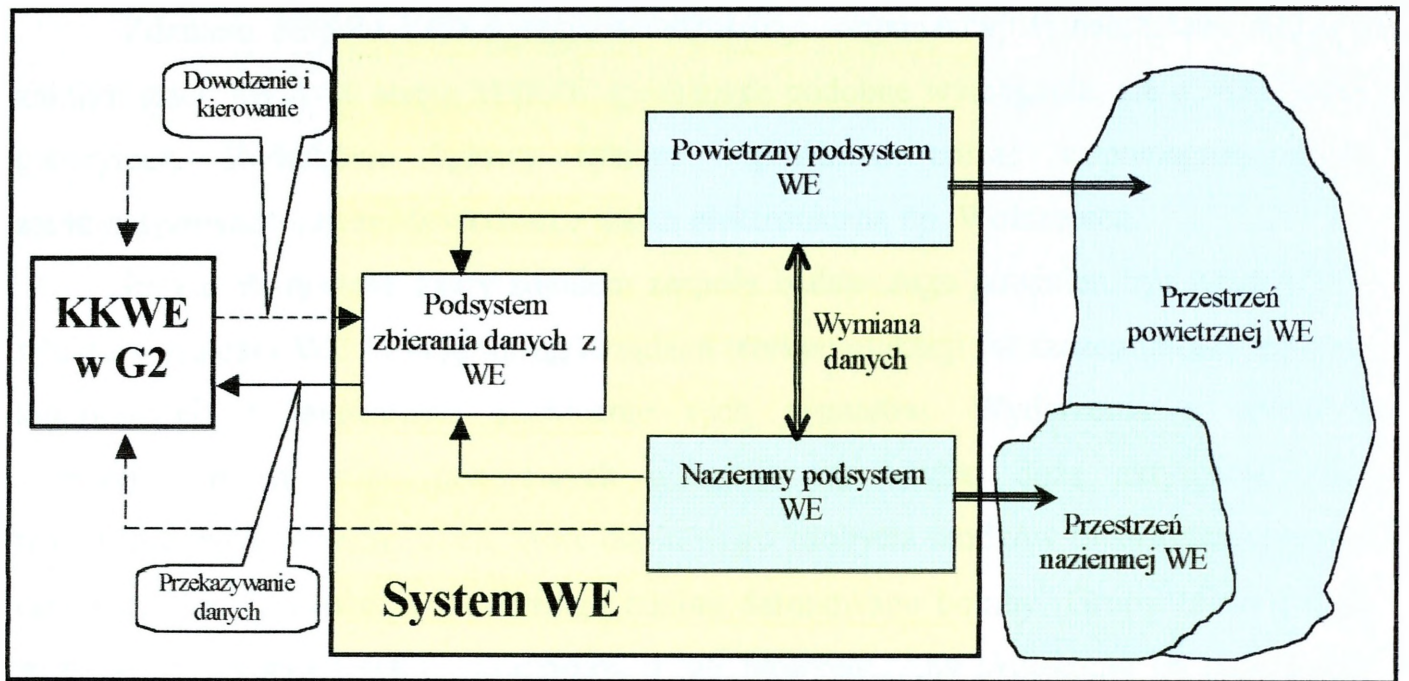 Dowodzenie i
kierowanie
Powietrzny podsystem
WE
KKWE
w G2
Podsystem
zbierania danych z
WE
Wymiana
danych
Przestrzeń
powietrznej WE
Naziemny podsystem
WE
Przestrzeń
naziemnej WE
Przekazywanie
danych
System WE